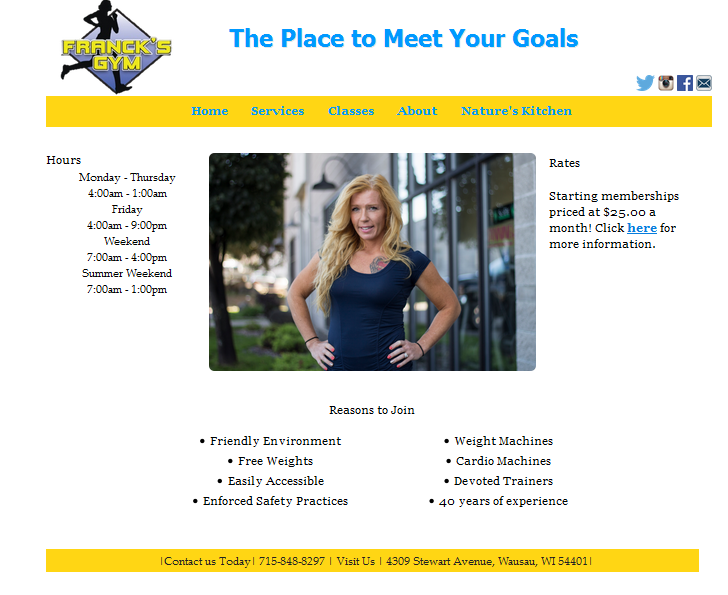 FRANCK'S
GYM
The Place to Meet Your Goals
Home Services Classes About Nature's Kitchen
Hours
Monday - Thursday
4:00am - 1:00am
Friday
4:00am - 9:00pm
Weekend
7:00am - 4:00pm
Summer Weekend
7:00am - 1:00pm
Rates
Starting memberships
priced at $25.00 a
month! Click here for
more information.
Reasons to Join
• Friendly Environment
• Free Weights
• Easily Accessible
• Enforced Safety Practices
• Weight Machines
• Cardio Machines
• Devoted Trainers
• 40 years of experience
|Contact us Today| 715-848-8297 | Visit Us | 4309 Stewart Avenue, Wausau, WI 54401|